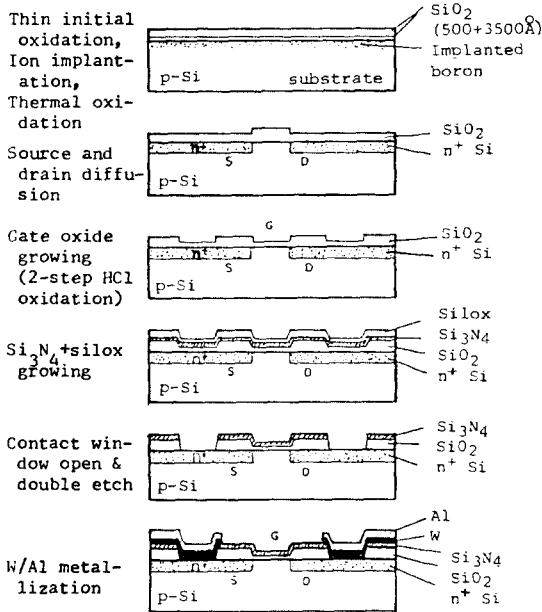 Thin initial
oxidation,
Ion implant-
ation,
Thermal oxi-
dation
SiO2
(500+3500Å)
Implanted
boron
p-Si
substrate
Source and
drain diffu-
sion
n+
S
D
p-Si
SiO2
n+ Si
Gate oxide
growing
(2-step HCl
oxidation)
G
n+
S
D
p-Si
SiO2
n+ Si
Si3N4+silox
growing
n+
S
D
p-Si
Silox
Si3N4
SiO2
n+ Si
Contact win-
dow open &
double etch
n+
S
D
p-Si
Si3N4
SiO2
n+ Si
W/Al metal-
lization
G
n+
S
D
p-Si
Al
W
Si3N4
SiO2
n+ Si